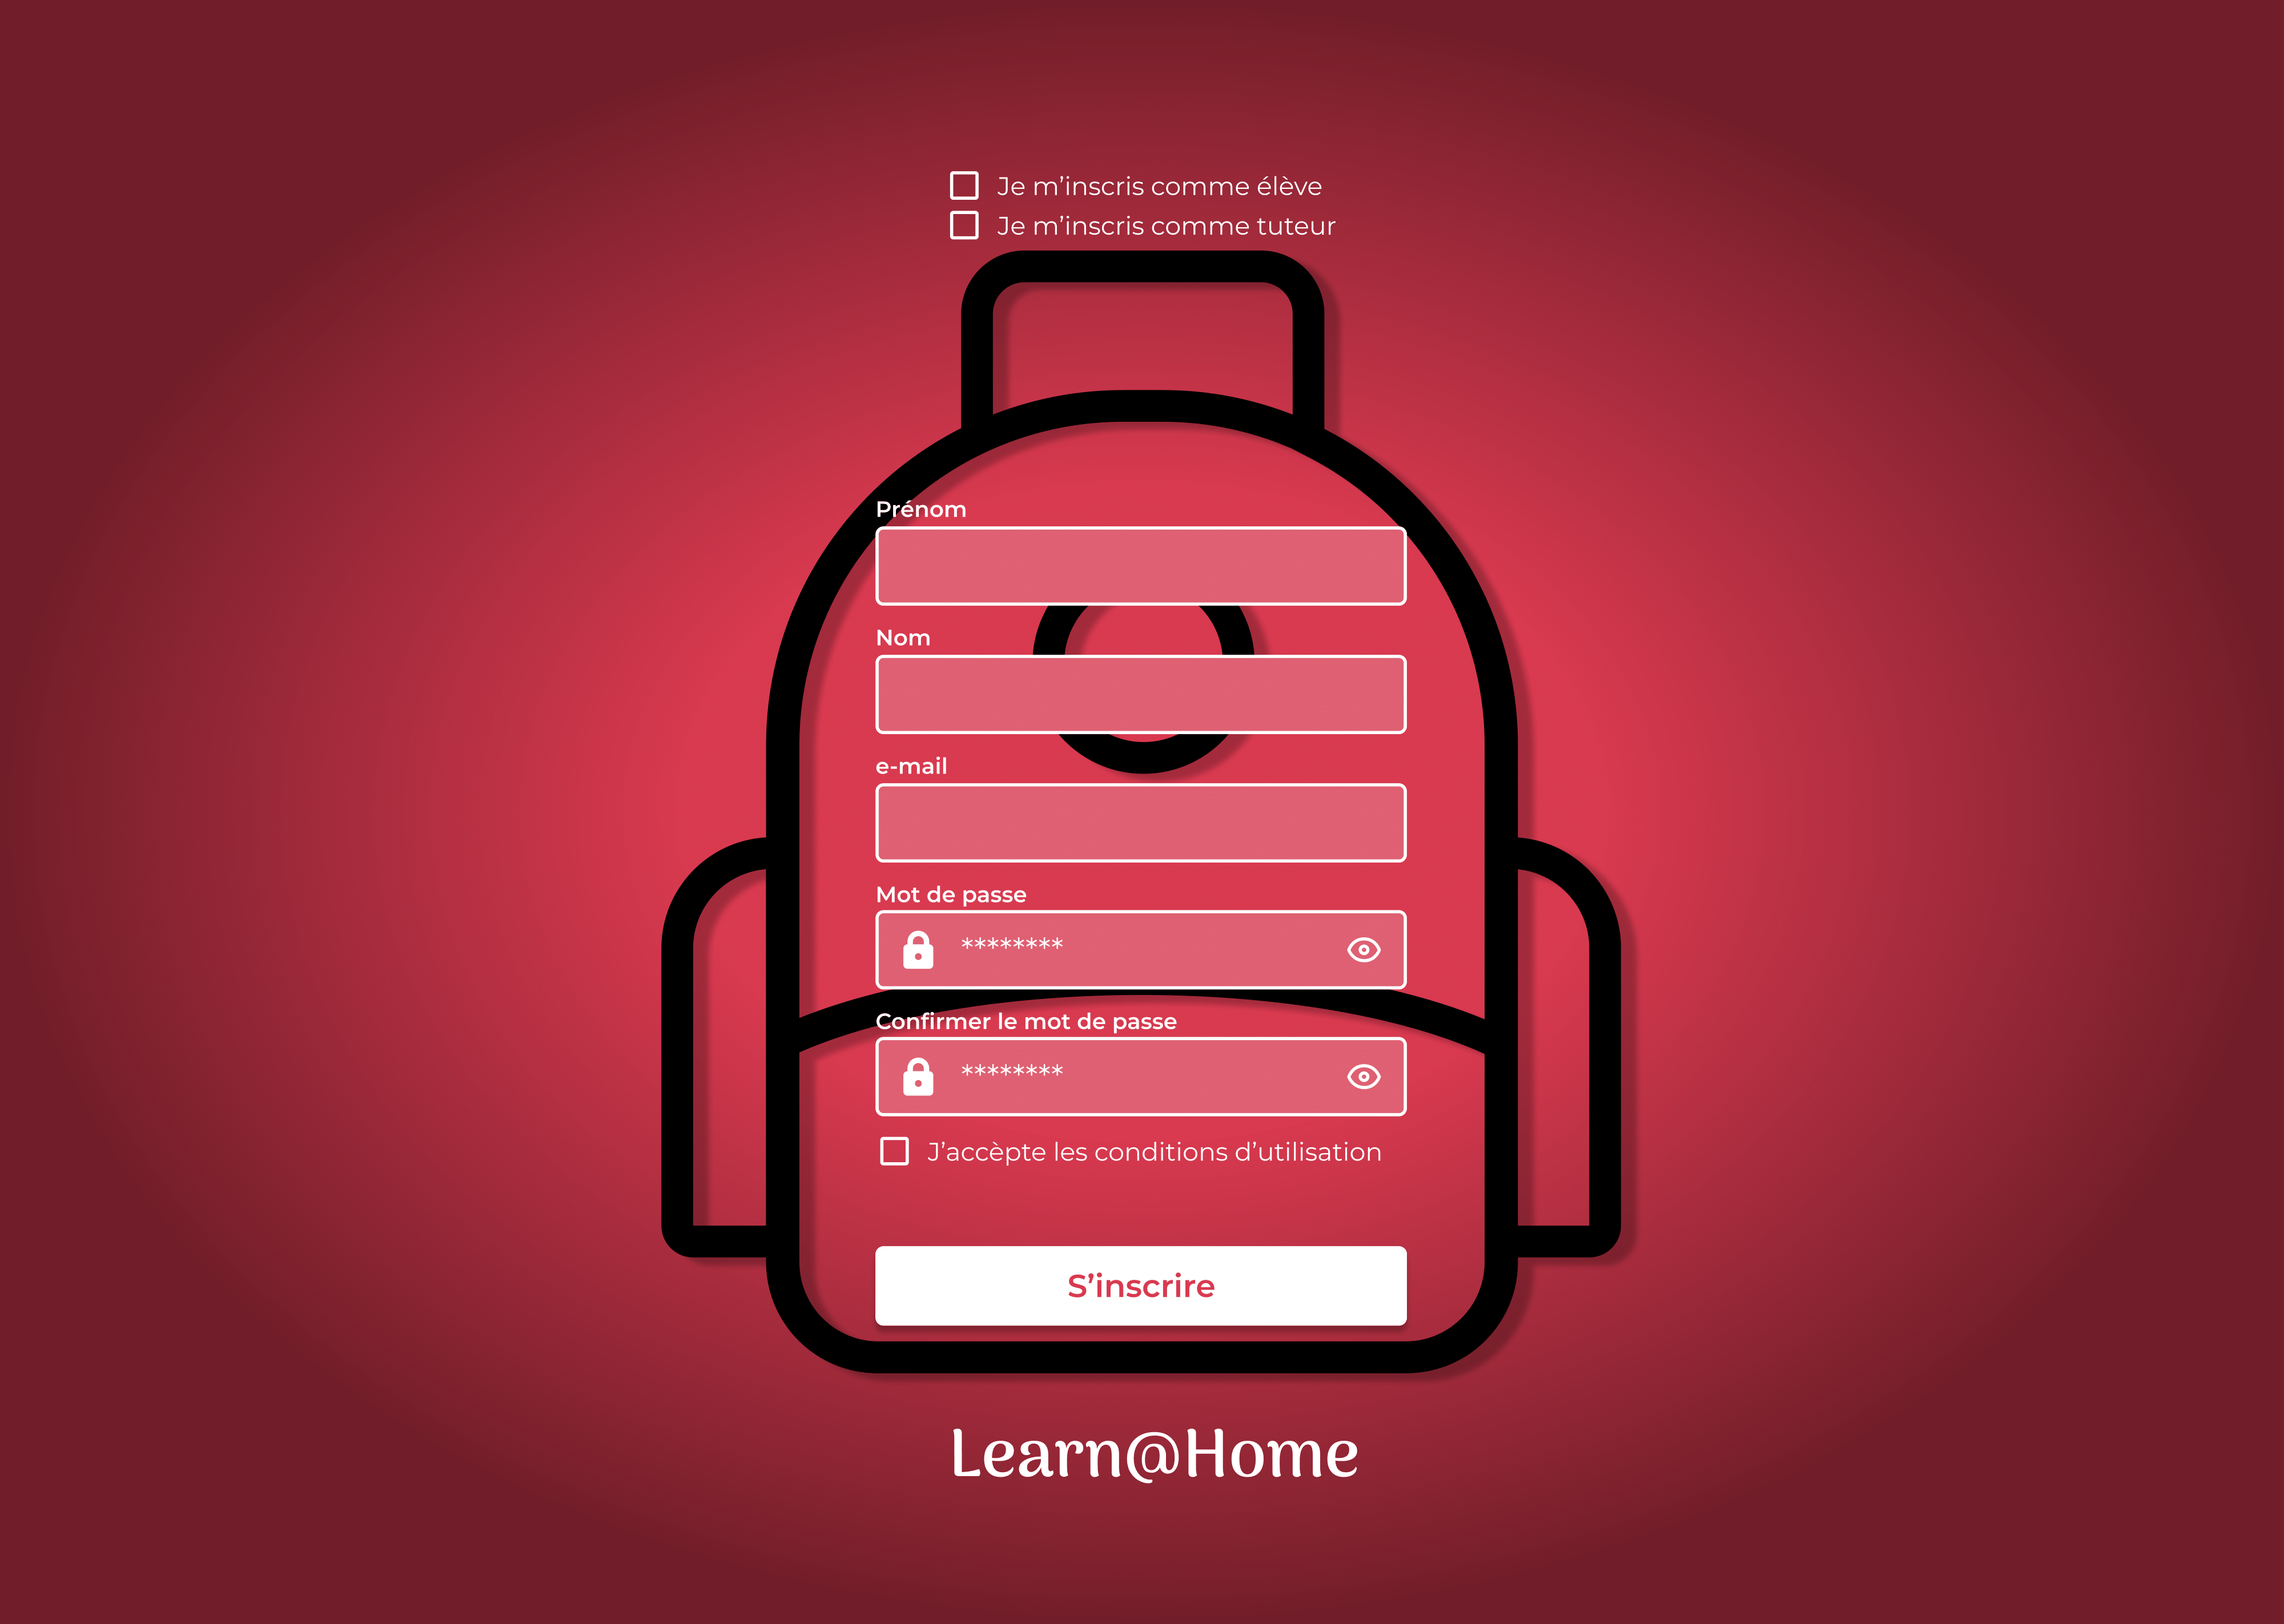 Je m’inscris comme élève
Je m’inscris comme tuteur
Prénom
Nom
e-mail
Mot de passe
********
Confirmer le mot de passe
********
J’accèpte les conditions d’utilisation
S’inscrire
Learn@Home